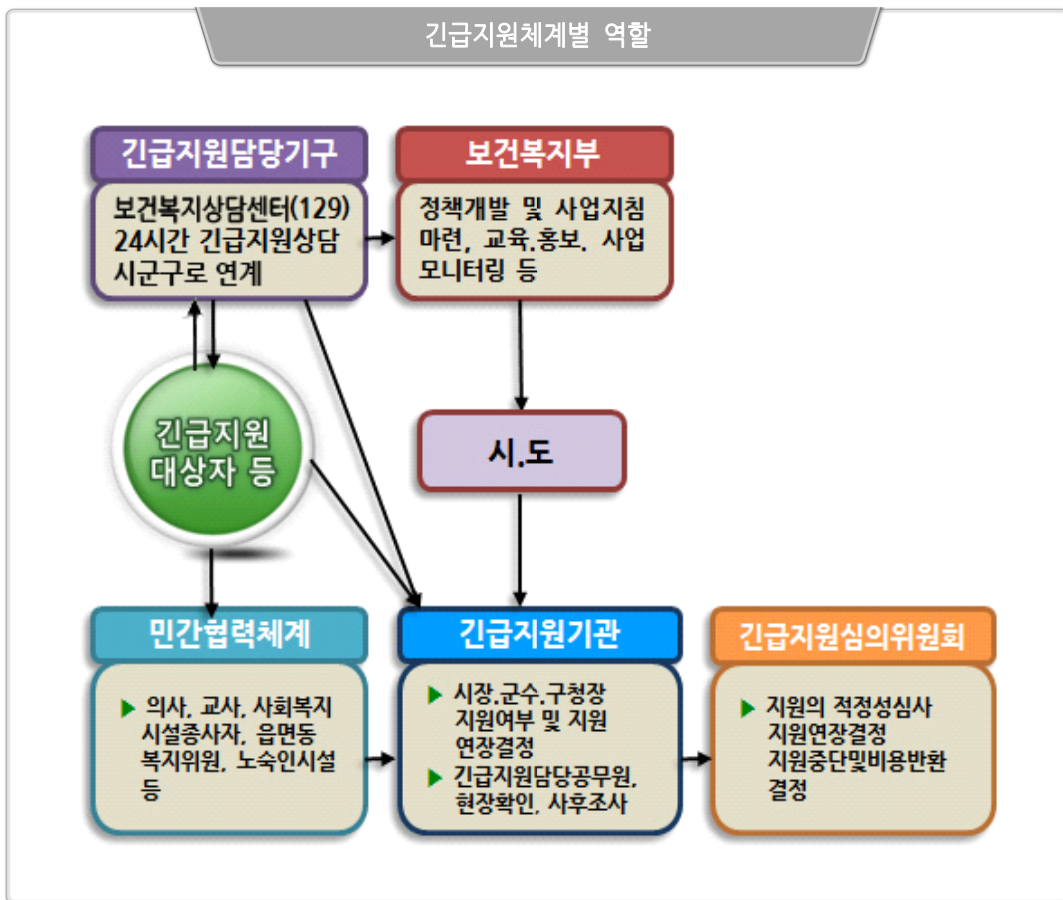 긴급지원체계별 역할
긴급지원담당기구
보건복지상담센터(129)
24시간 긴급지원상담
시군구로 연계
보건복지부
정책개발 및 사업지침
마련, 교육.홍보. 사업
모니터링 등
긴급지원
대상자 등
시.도
민간협력체계
▶ 의사, 교사, 사회복지
시설종사자, 읍면동
복지위원, 노숙인시설
등
긴급지원기관
▶ 시장.군수.구청장
지원여부 및 지원
연장결정
▶ 긴급지원담당공무원,
현장확인, 사후조사
긴급지원심의위원회
▶ 지원의 적정성심사
지원연장결정
지원중단및비용반환
결정